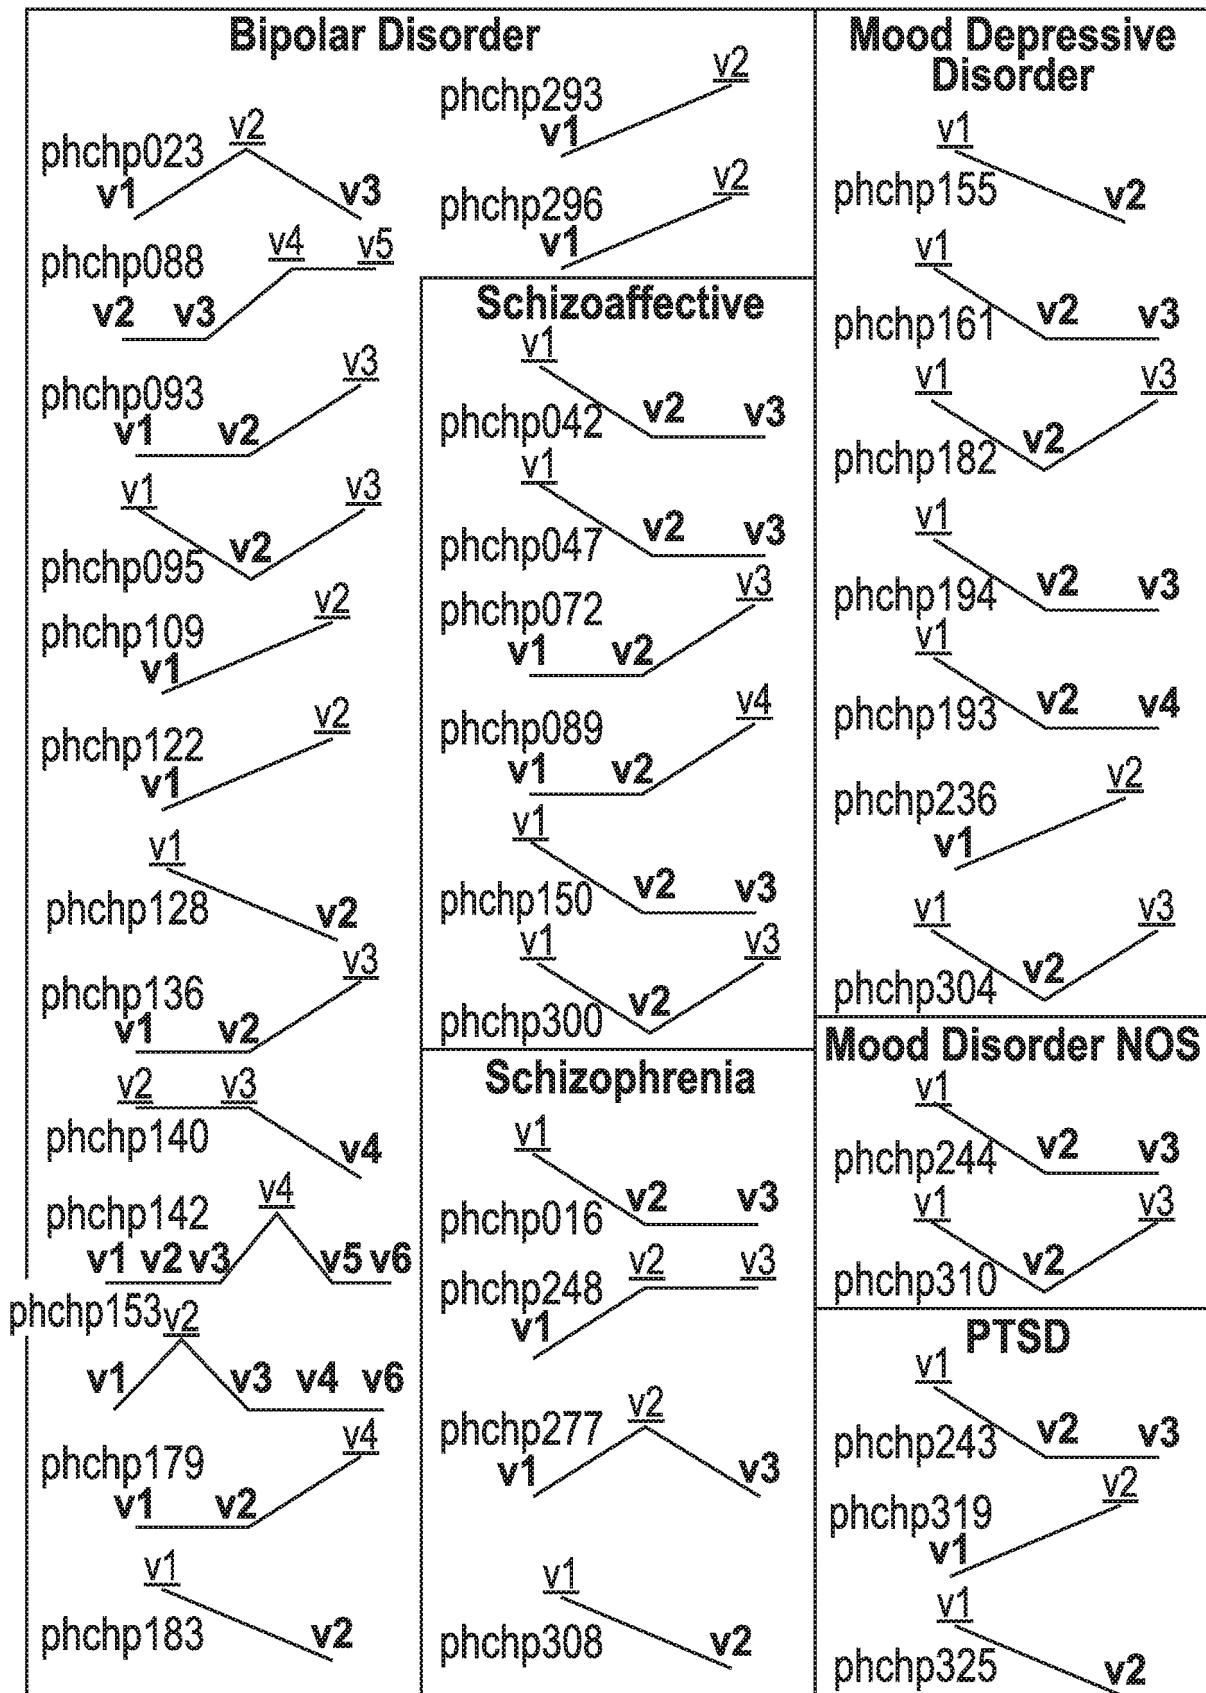 Bipolar Disorder
phchp023
v1 v2 v3
phchp088
v2 v3 v4 v5
phchp093
v1 v2 v3
phchp095
v1 v2 v3
phchp109
v1 v2
phchp122
v1 v2
phchp128
v1 v2
phchp136
v1 v2 v3
phchp140
v2 v3 v4
phchp142
v1 v2 v3 v4 v5 v6
phchp153
v1 v2 v3 v4 v6
phchp179
v1 v2 v4
phchp183
v1 v2
phchp293
v1 v2
phchp296
v1 v2
Schizoaffective
phchp042
v1 v2 v3
phchp047
v1 v2 v3
phchp072
v1 v2 v3
phchp089
v1 v2 v4
phchp150
v1 v2 v3
phchp300
v1 v2 v3
Schizophrenia
phchp016
v1 v2 v3
phchp248
v1 v2 v3
phchp277
v1 v2 v3
phchp308
v1 v2
Mood Depressive
Disorder
phchp155
v1 v2
phchp161
v1 v2 v3
phchp182
v1 v2 v3
phchp194
v1 v2 v3
phchp193
v1 v2 v4
phchp236
v1 v2
phchp304
v1 v2 v3
Mood Disorder NOS
phchp244
v1 v2 v3
phchp310
v1 v2 v3
PTSD
phchp243
v1 v2 v3
phchp319
v1 v2
phchp325
v1 v2